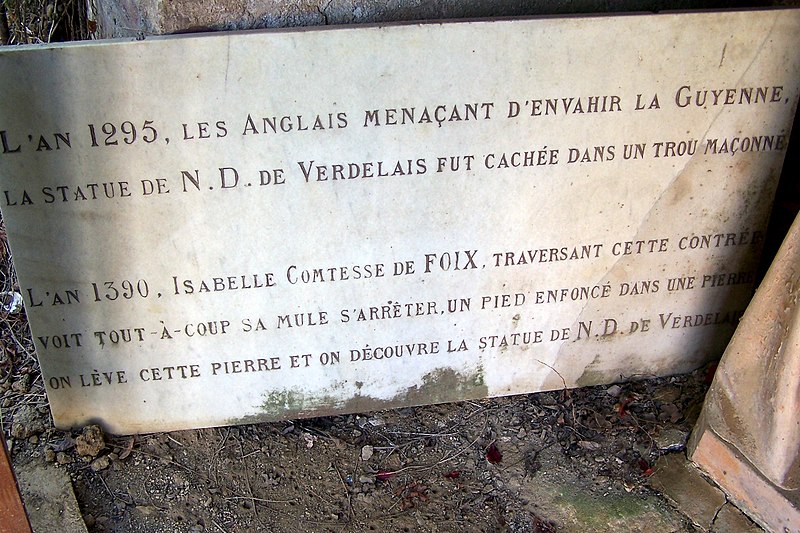 L'AN 1295, LES ANGLAIS MENAÇANT D'ENVAHIR LA GUYENNE,
LA STATUE DE N.D. DE VERDELAIS FUT CACHÉE DANS UN TROU MAÇONNÉ
L'AN 1390, ISABELLE COMTESSE DE FOIX, TRAVERSANT CETTE CONTRÉE
VOIT TOUT-À-COUP SA MULE S'ARRÊTER, UN PIED ENFONCÉ DANS UNE PIERRE
ON LÈVE CETTE PIERRE ET ON DÉCOUVRE LA STATUE DE N.D. DE VERDELAIS